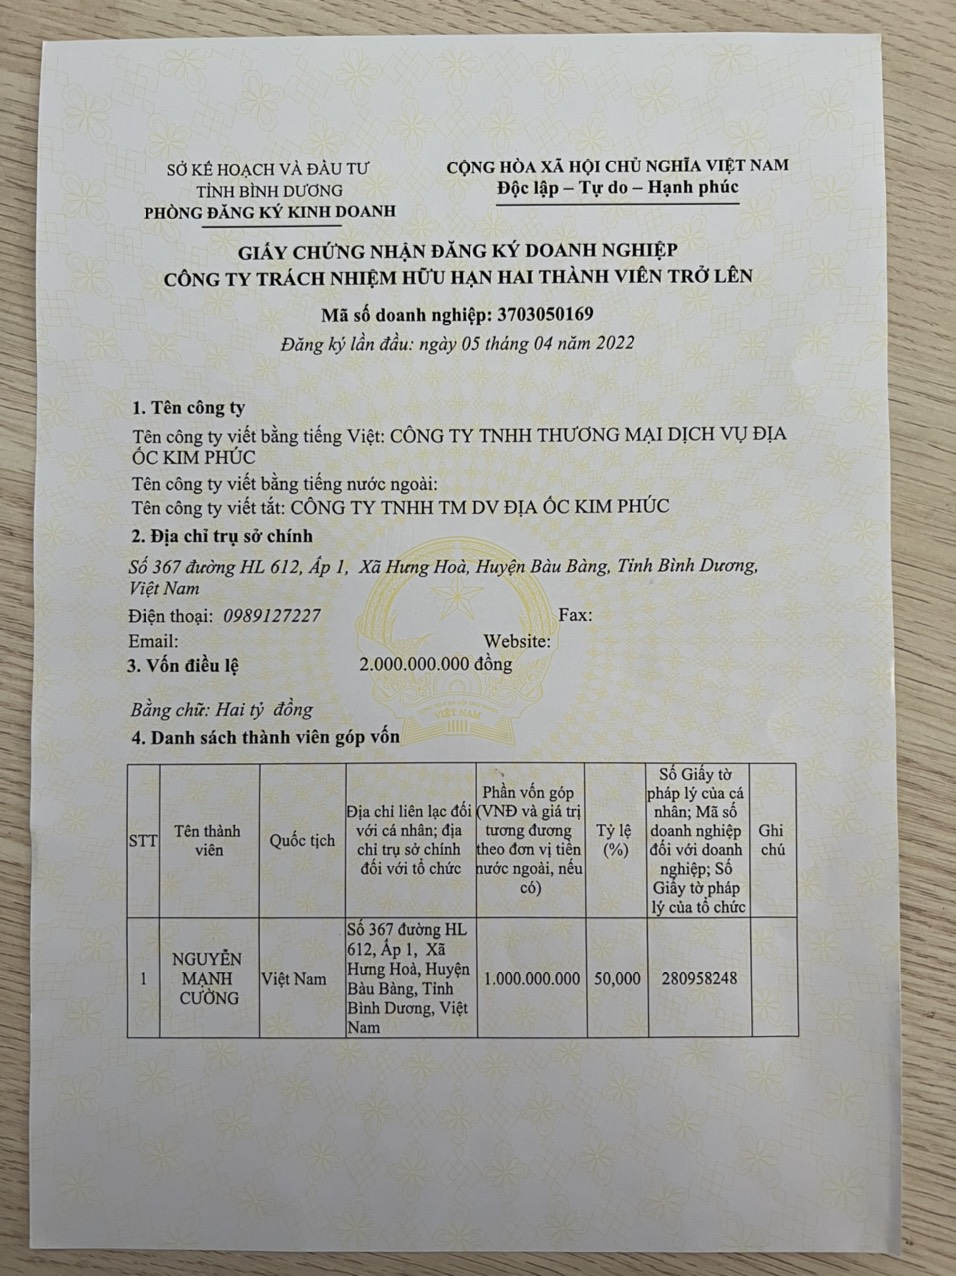 SỞ KẾ HOẠCH VÀ ĐẦU TƯ
TỈNH BÌNH DƯƠNG
PHÒNG ĐĂNG KÝ KINH DOANH
CỘNG HÒA XÃ HỘI CHỦ NGHĨA VIỆT NAM
Độc lập – Tự do – Hạnh phúc
GIẤY CHỨNG NHẬN ĐĂNG KÝ DOANH NGHIỆP
CÔNG TY TRÁCH NHIỆM HỮU HẠN HAI THÀNH VIÊN TRỞ LÊN
Mã số doanh nghiệp: 3703050169
Đăng ký lần đầu: ngày 05 tháng 04 năm 2022
1. Tên công ty
Tên công ty viết bằng tiếng Việt: CÔNG TY TNHH THƯƠNG MẠI DỊCH VỤ ĐỊA
ỐC KIM PHÚC
Tên công ty viết bằng tiếng nước ngoài:
Tên công ty viết tắt: CÔNG TY TNHH TM DV ĐỊA ỐC KIM PHÚC
2. Địa chỉ trụ sở chính
Số 367 đường HL 612, Ấp 1, Xã Hưng Hoà, Huyện Bàu Bàng, Tỉnh Bình Dương,
Việt Nam
Điện thoại: 0989127227 Fax:
Email: Website:
3. Vốn điều lệ 2.000.000.000 đồng
Bằng chữ: Hai tỷ đồng
VIỆT NAM
4. Danh sách thành viên góp vốn
STT
Tên thành
viên
Quốc tịch
Địa chỉ liên lạc đối
với cá nhân; địa
chỉ trụ sở chính
đối với tổ chức
Phần vốn góp
(VNĐ và giá trị
tương đương
theo đơn vị tiền
nước ngoài, nếu
có)
Tỷ lệ
(%)
Số Giấy tờ
pháp lý của cá
nhân; Mã số
doanh nghiệp
đối với doanh
nghiệp; Số
Giấy tờ pháp
lý của tổ chức
Ghi
chú
1
NGUYỄN
MẠNH
CƯỜNG
Việt Nam
Số 367 đường HL
612, Ấp 1, Xã
Hưng Hoà, Huyện
Bàu Bàng, Tỉnh
Bình Dương, Việt
Nam
1.000.000.000
50,000
280958248